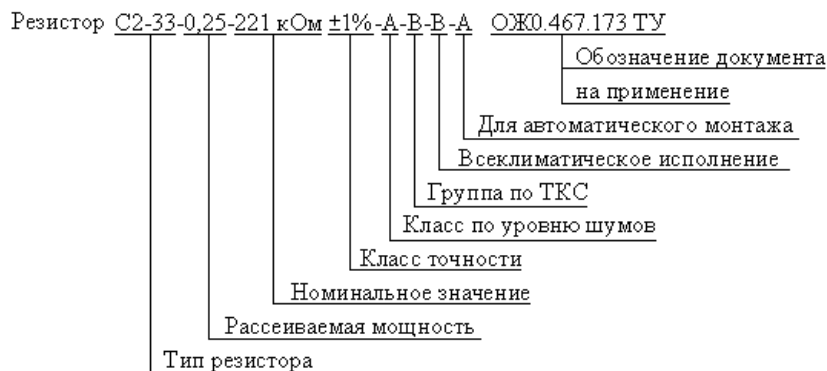 Резистор С2-33-0,25-221 кОм ±1%-А-В-В-А ОЖ0.467.173 ТУ
Обозначение документа
на применение
Для автоматического монтажа
Всеклиматическое исполнение
Группа по ТКС
Класс по уровню шумов
Класс точности
Номинальное значение
Рассеиваемая мощность
Тип резистора